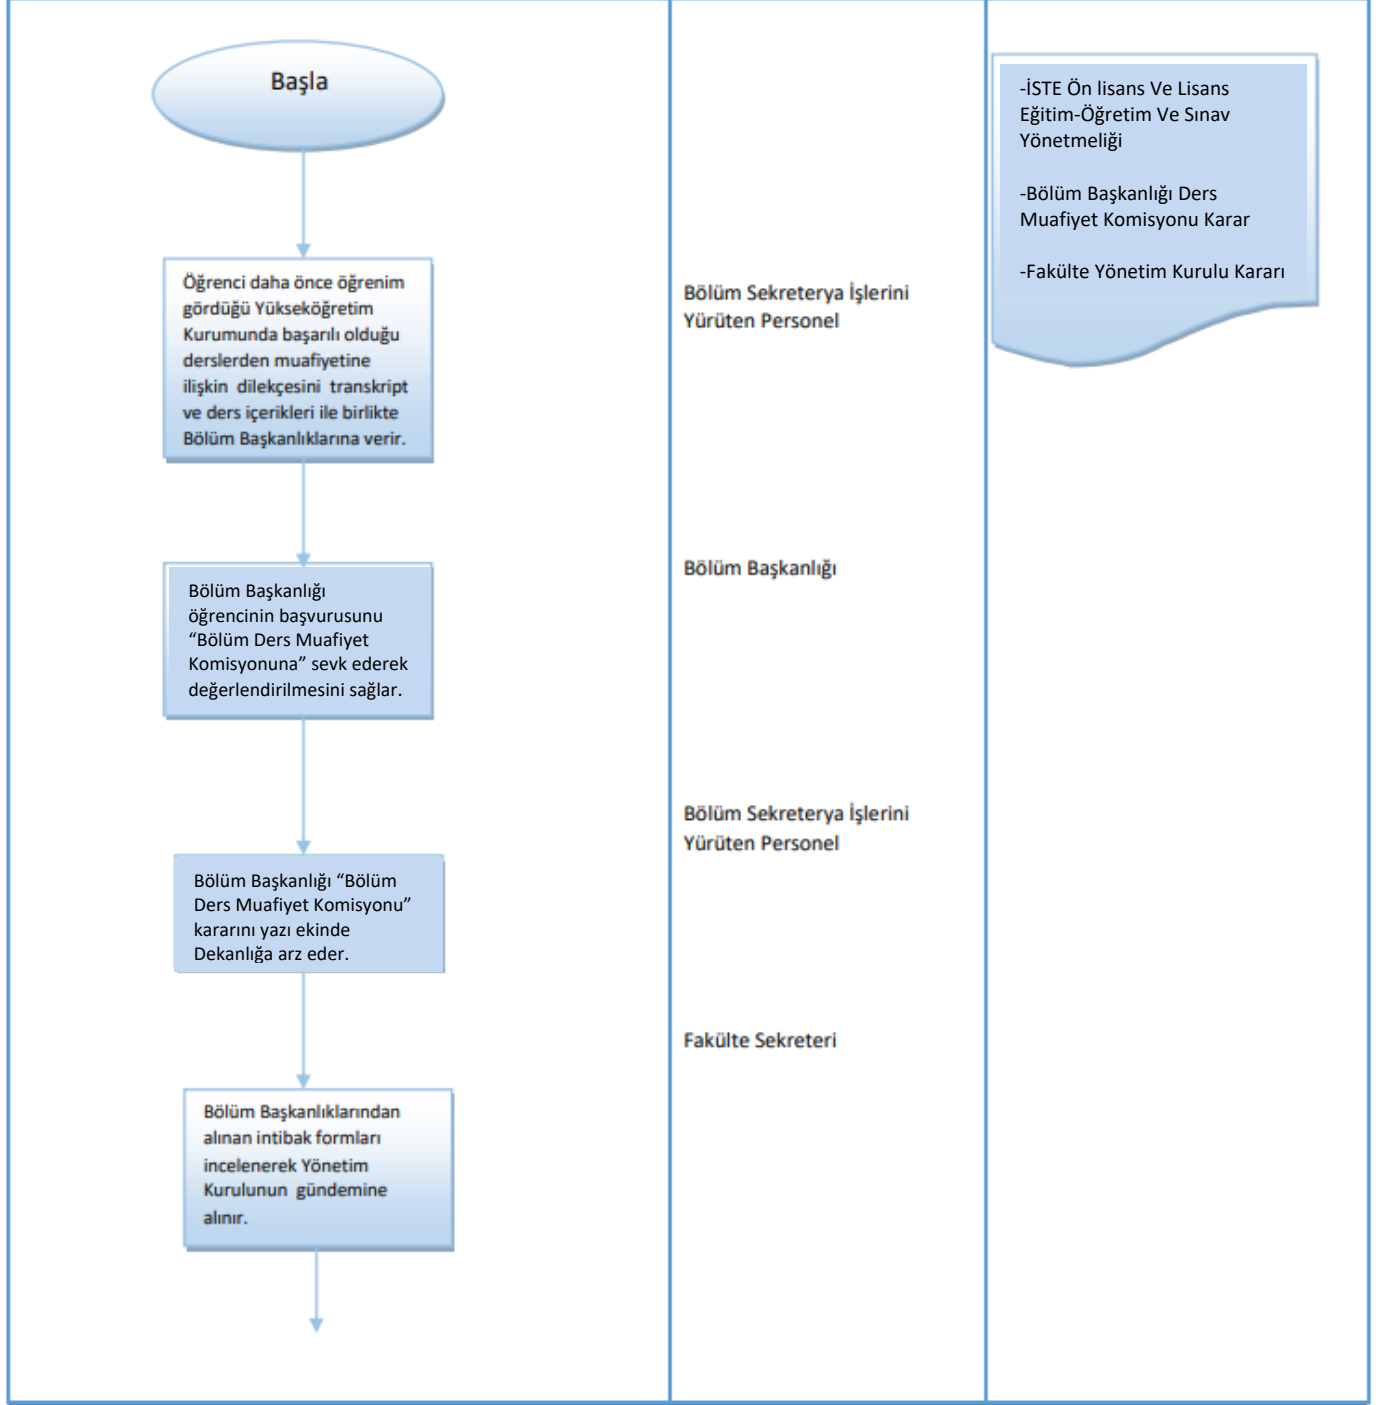 Başla
Öğrenci daha önce öğrenim
gördüğü Yükseköğretim
Kurumunda başarılı olduğu
derslerden muafiyetine
ilişkin dilekçesini transkript
ve ders içerikleri ile birlikte
Bölüm Başkanlıklarına verir.
Bölüm Başkanlığı
öğrencinin başvurusunu
“Bölüm Ders Muafiyet
Komisyonuna” sevk ederek
değerlendirilmesini sağlar.
Bölüm Başkanlığı “Bölüm
Ders Muafiyet Komisyonu”
kararını yazı ekinde
Dekanlığa arz eder.
Bölüm Başkanlıklarından
alınan intibak formları
incelenerek Yönetim
Kurulunun gündemine
alınır.
Bölüm Sekreterya İşlerini
Yürüten Personel
Bölüm Başkanlığı
Bölüm Sekreterya İşlerini
Yürüten Personel
Fakülte Sekreteri
-İSTE Ön lisans Ve Lisans
Eğitim-Öğretim Ve Sınav
Yönetmeliği
-Bölüm Başkanlığı Ders
Muafiyet Komisyonu Karar
-Fakülte Yönetim Kurulu Kararı